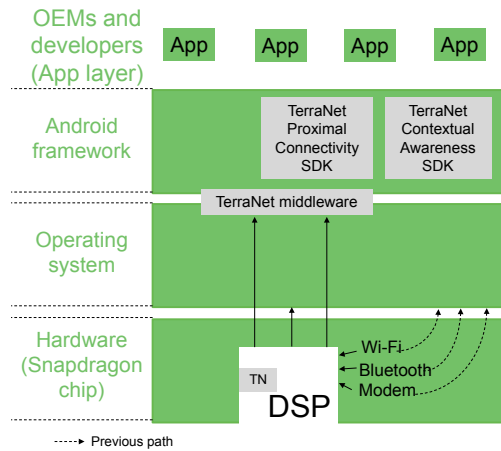 OEMs and
developers
(App layer)
App
App
App
App
Android
framework
TerraNet
Proximal
Connectivity
SDK
TerraNet
Contextual
Awareness
SDK
TerraNet middleware
Operating
system
Hardware
(Snapdragon
chip)
TN
DSP
Wi-Fi
Bluetooth
Modem
Previous path